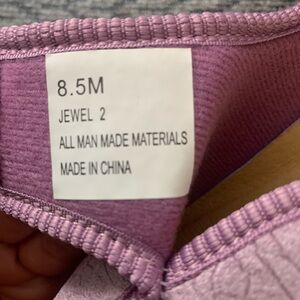 8.5M
JEWEL 2
ALL MAN MADE MATERIALS
MADE IN CHINA